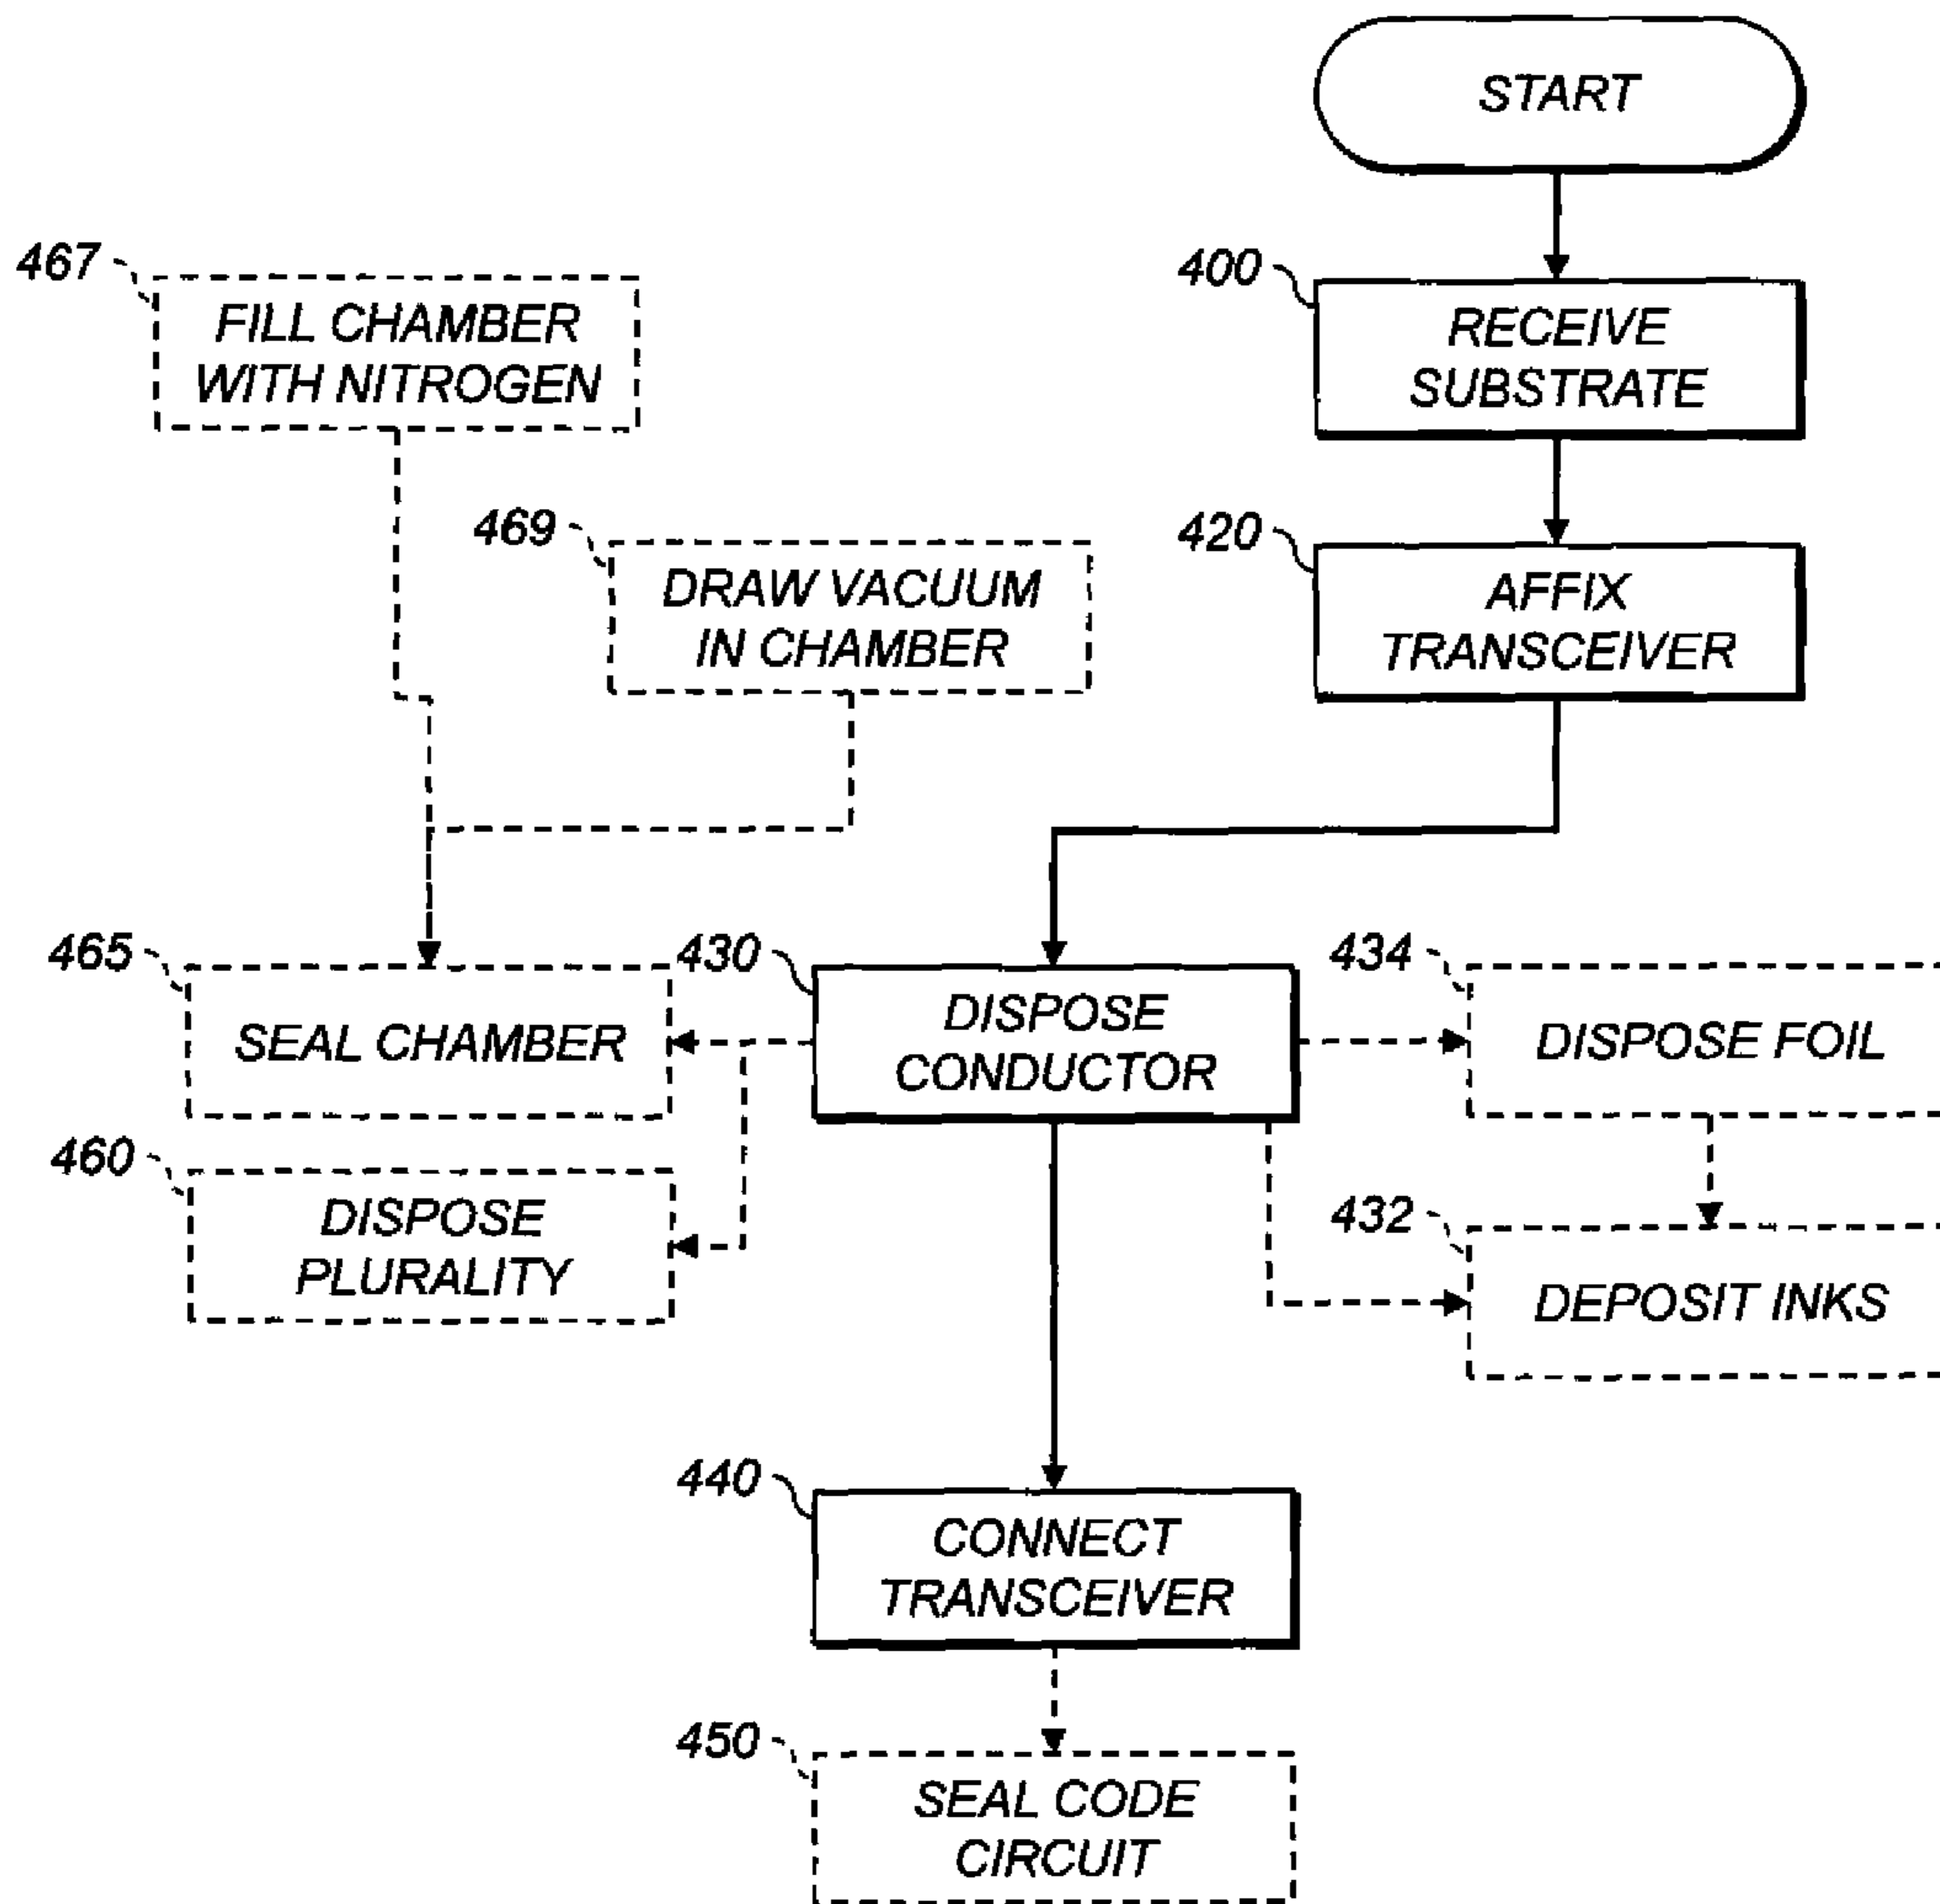 START
400
RECEIVE
SUBSTRATE
467
FILL CHAMBER
WITH NITROGEN
469
DRAW VACUUM
IN CHAMBER
420
AFFIX
TRANSCEIVER
465
SEAL CHAMBER
430
DISPOSE
CONDUCTOR
434
DISPOSE FOIL
460
DISPOSE
PLURALITY
432
DEPOSIT INKS
440
CONNECT
TRANSCEIVER
450
SEAL CODE
CIRCUIT